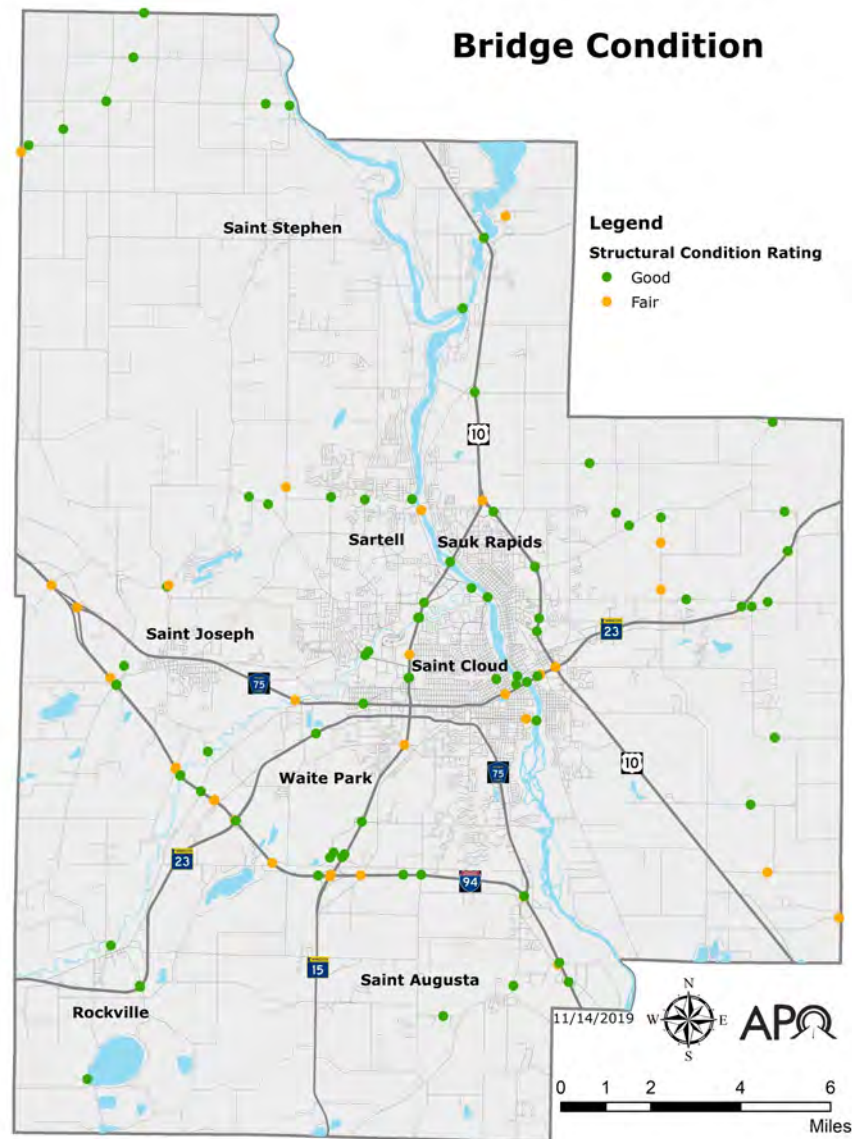 Bridge Condition
Saint Stephen
Legend
Structural Condition Rating
Good
Fair
10
Sartell
Sauk Rapids
23
Saint Joseph
Saint Cloud
75
Waite Park
75
10
23
94
15
Saint Augusta
Rockville
11/14/2019
N
W
E
S
APO
0 1 2 4 6
Miles